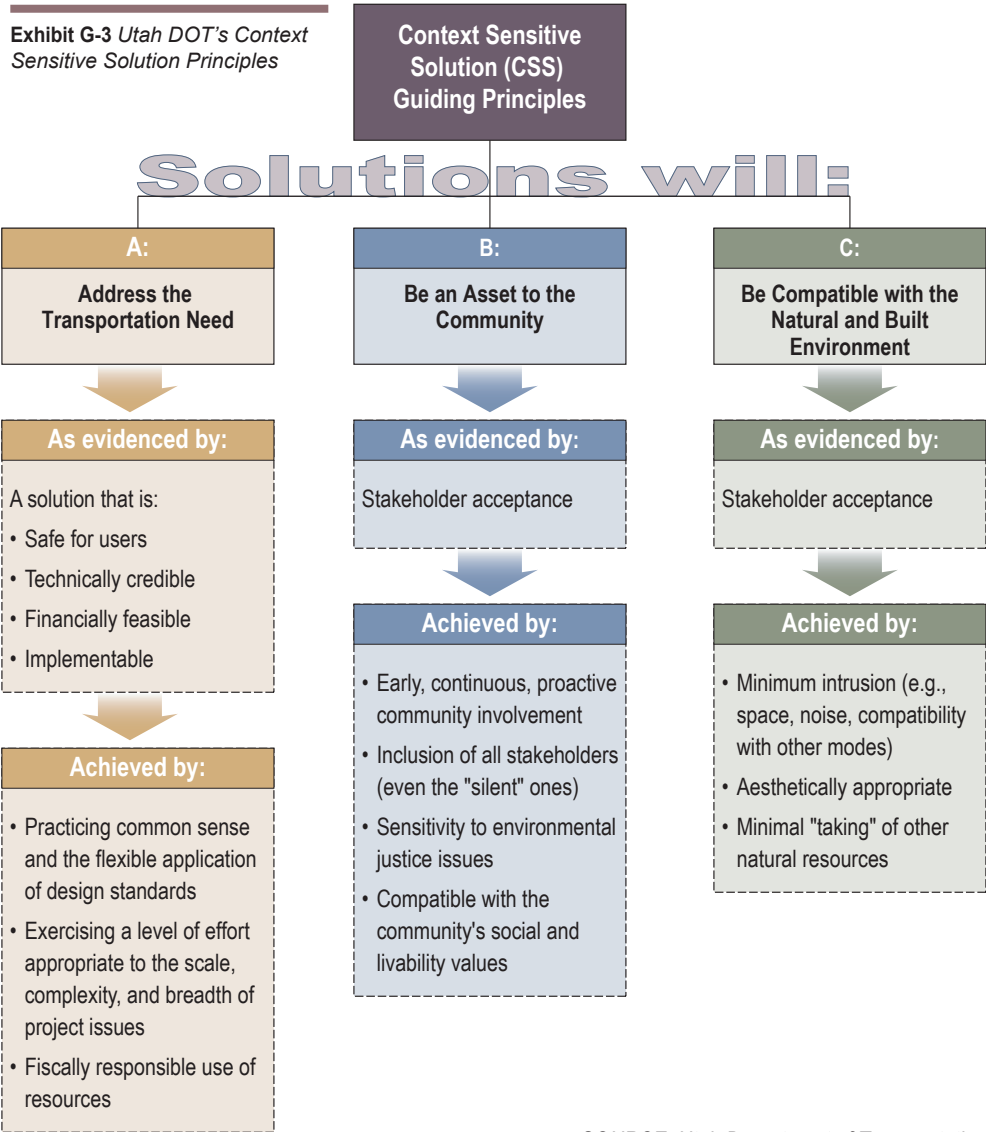 Exhibit G-3 Utah DOT's Context
Sensitive Solution Principles
Context Sensitive
Solution (CSS)
Guiding Principles
Solutions will:
A:
Address the
Transportation Need
As evidenced by:
A solution that is:
• Safe for users
• Technically credible
• Financially feasible
• Implementable
Achieved by:
• Practicing common sense
and the flexible application
of design standards
• Exercising a level of effort
appropriate to the scale,
complexity, and breadth of
project issues
• Fiscally responsible use of
resources
B:
Be an Asset to the
Community
As evidenced by:
Stakeholder acceptance
Achieved by:
• Early, continuous, proactive
community involvement
• Inclusion of all stakeholders
(even the "silent" ones)
• Sensitivity to environmental
justice issues
• Compatible with the
community's social and
livability values
C:
Be Compatible with the
Natural and Built
Environment
As evidenced by:
Stakeholder acceptance
Achieved by:
• Minimum intrusion (e.g.,
space, noise, compatibility
with other modes)
• Aesthetically appropriate
• Minimal "taking" of other
natural resources